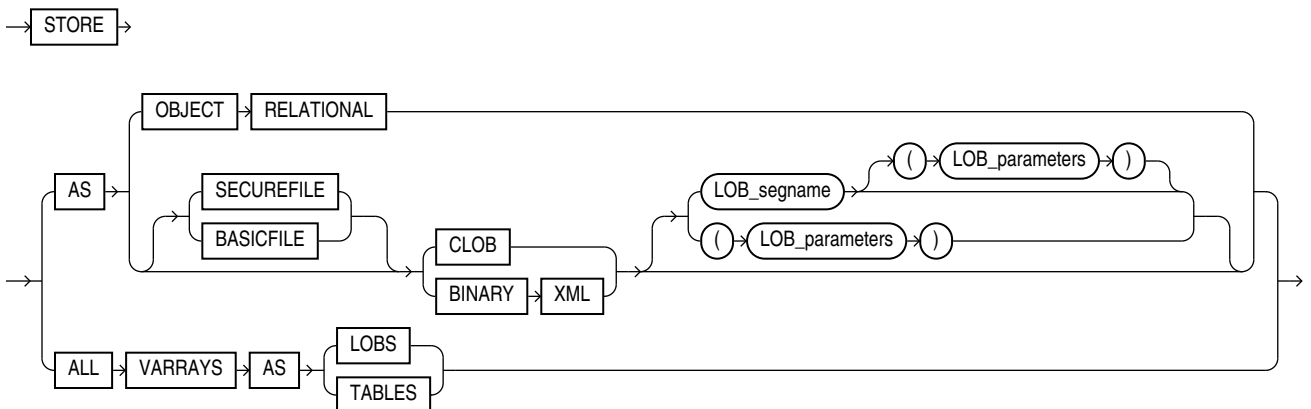 STORE
OBJECT RELATIONAL
( LOB_parameters )
AS SECUREFILE LOB_segname
BASICFILE CLOB ( LOB_parameters )
BINARY XML
LOBS
ALL VARRAYS AS
TABLES